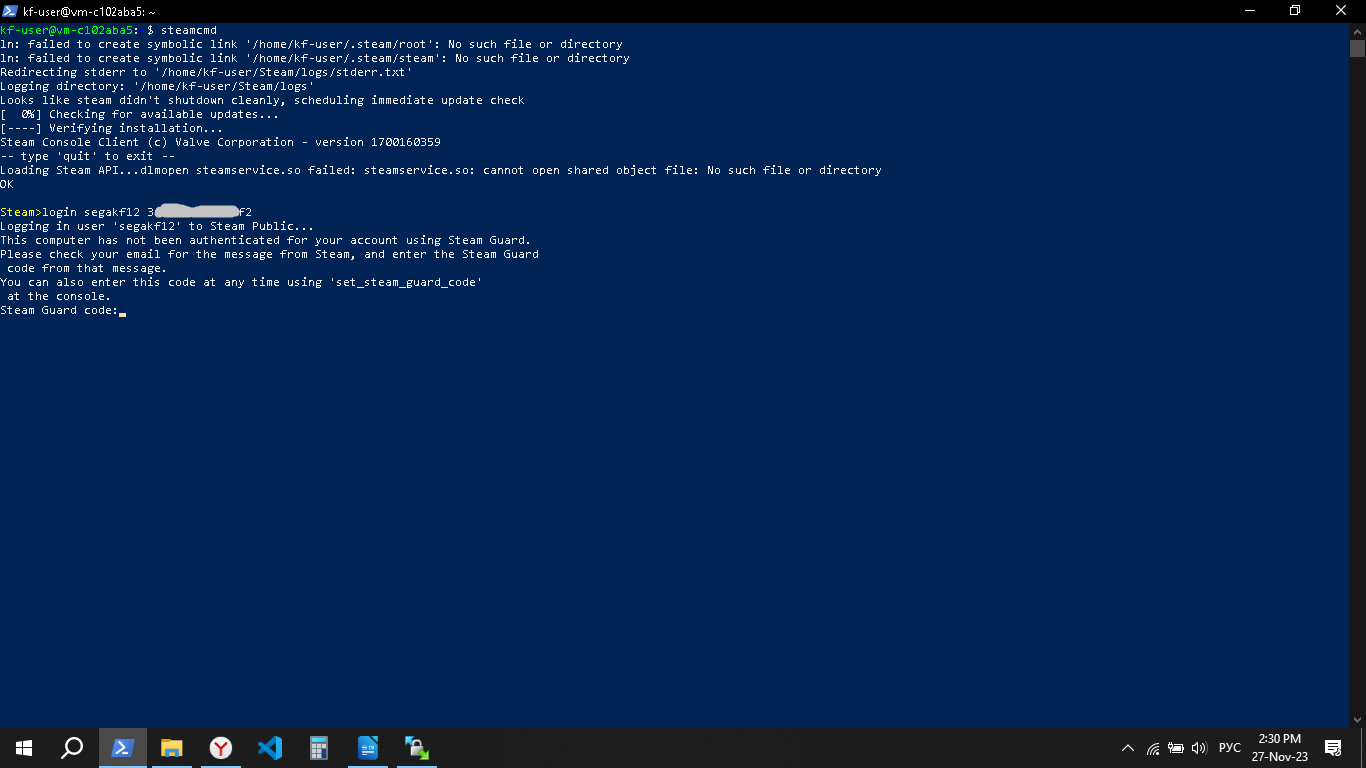 kf-user@vm-c102aba5: ~
kf-user@vm-c102aba5:~$ steamcmd
ln: failed to create symbolic link '/home/kf-user/.steam/root': No such file or directory
ln: failed to create symbolic link '/home/kf-user/.steam/steam': No such file or directory
Redirecting stderr to '/home/kf-user/Steam/logs/stderr.txt'
Logging directory: '/home/kf-user/Steam/logs'
Looks like steam didn't shutdown cleanly, scheduling immediate update check
[  0%] Checking for available updates...
[----] Verifying installation...
Steam Console Client (c) Valve Corporation - version 1700160359
-- type 'quit' to exit --
Loading Steam API...dlmopen steamservice.so failed: steamservice.so: cannot open shared object file: No such file or directory
OK
Steam>login segakf12 3 f2
Logging in user 'segakf12' to Steam Public...
This computer has not been authenticated for your account using Steam Guard.
Please check your email for the message from Steam, and enter the Steam Guard
 code from that message.
You can also enter this code at any time using 'set_steam_guard_code'
 at the console.
Steam Guard code:
РУС
2:30 PM
27-Nov-23